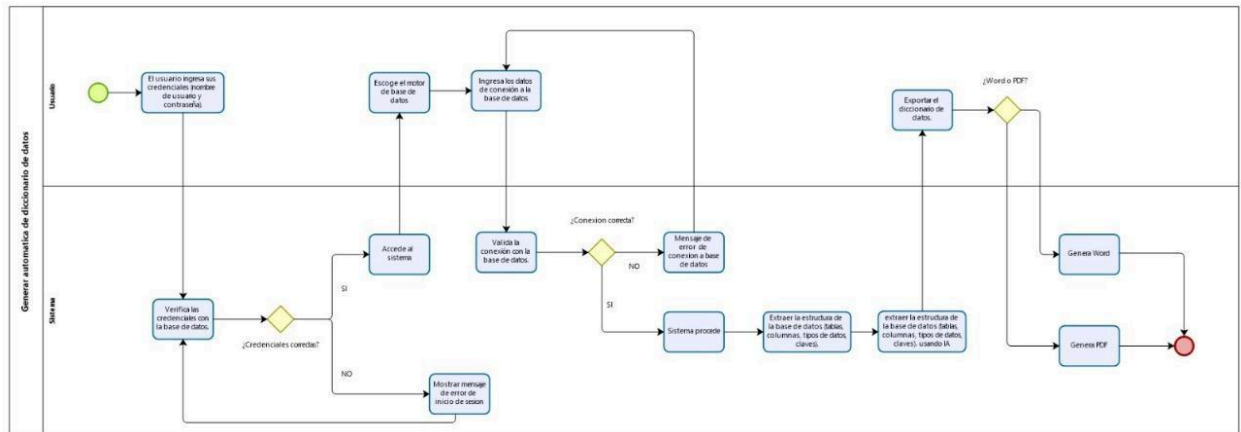 Generar automatica de diccionario de datos
Usuario
El usuario ingresa sus
credenciales (nombre
de usuario y
contraseña).
Escoge el motor
de base de
datos
Ingresa los datos
de conexión a la
base de datos
Exportar el
diccionario de
datos.
¿Word o PDF?
Sistema
Verifica las
credenciales con
la base de datos.
¿Credenciales corredas?
SI
NO
Accede al
sistema
Mostrar mensaje
de error de
inicio de sesion
Valida la
conexión con la
base de datos.
¿Conexion correcta?
NO
SI
Mensaje de
error de
conexion a base
de datos
Sistema procede
Extraer la estructura de
la base de datos (tablas,
columnas, tipos de datos,
claves).
extraer la estructura de
la base de datos (tablas,
columnas, tipos de datos,
claves). usando IA
Genera Word
Genera PDF